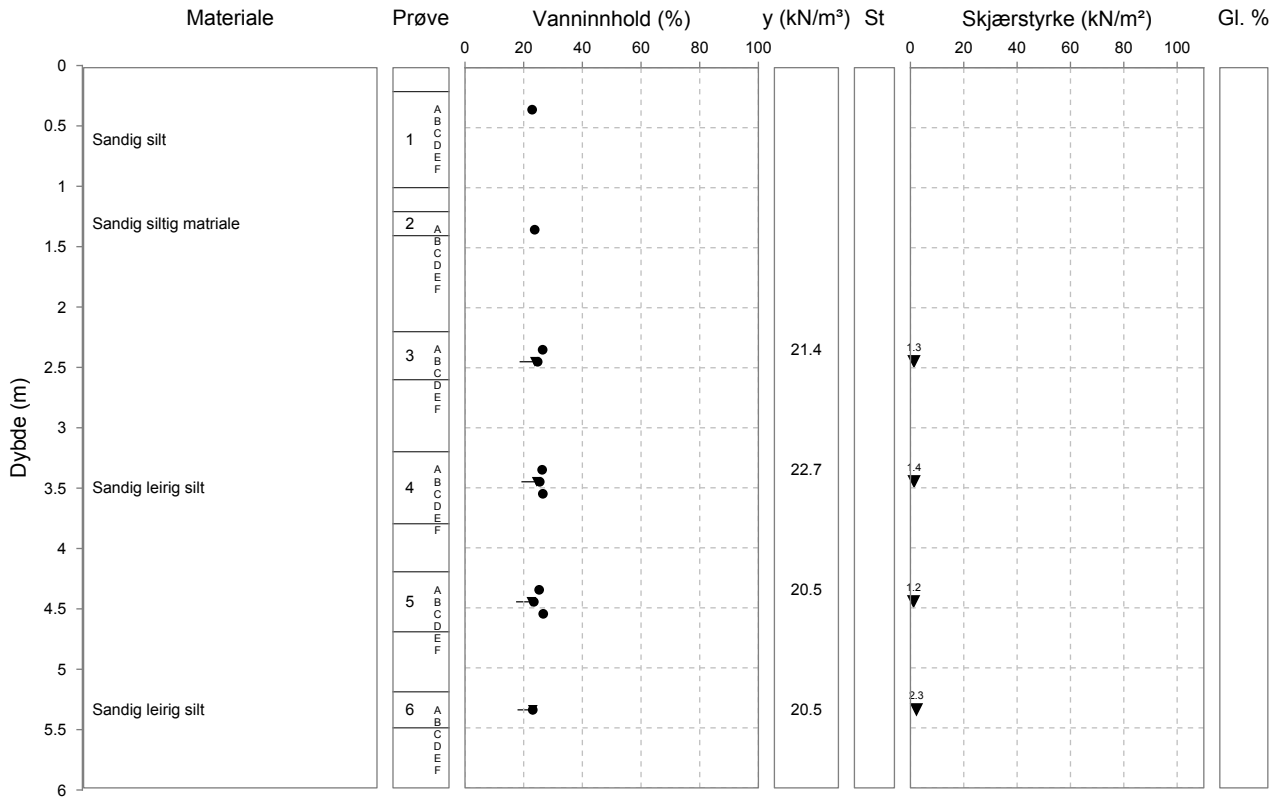 Materiale Prøve Vanninnhold (%) y (kN/m³) St Skjærstyrke (kN/m²) Gl. %
0 20 40 60 80 100 0 20 40 60 80 100
Dybde (m)
0
0.5
1
1.5
2
2.5
3
3.5
4
4.5
5
5.5
6
Sandig silt
Sandig siltig matriale
Sandig leirig silt
Sandig leirig silt
1
A
B
C
D
E
F
2
A
B
C
D
E
F
3
A
B
C
D
E
F
4
A
B
C
D
E
F
5
A
B
C
D
E
F
6
A
B
C
D
E
F
21.4
22.7
20.5
20.5
1.3
1.4
1.2
2.3